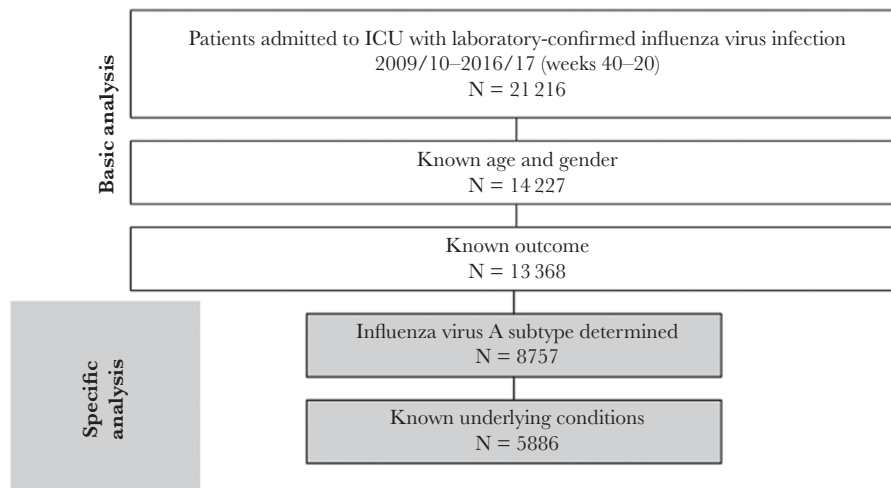 Basic analysis
Patients admitted to ICU with laboratory-confirmed influenza virus infection
2009/10–2016/17 (weeks 40–20)
N = 21 216
Known age and gender
N = 14 227
Known outcome
N = 13 368
Specific
analysis
Influenza virus A subtype determined
N = 8757
Known underlying conditions
N = 5886